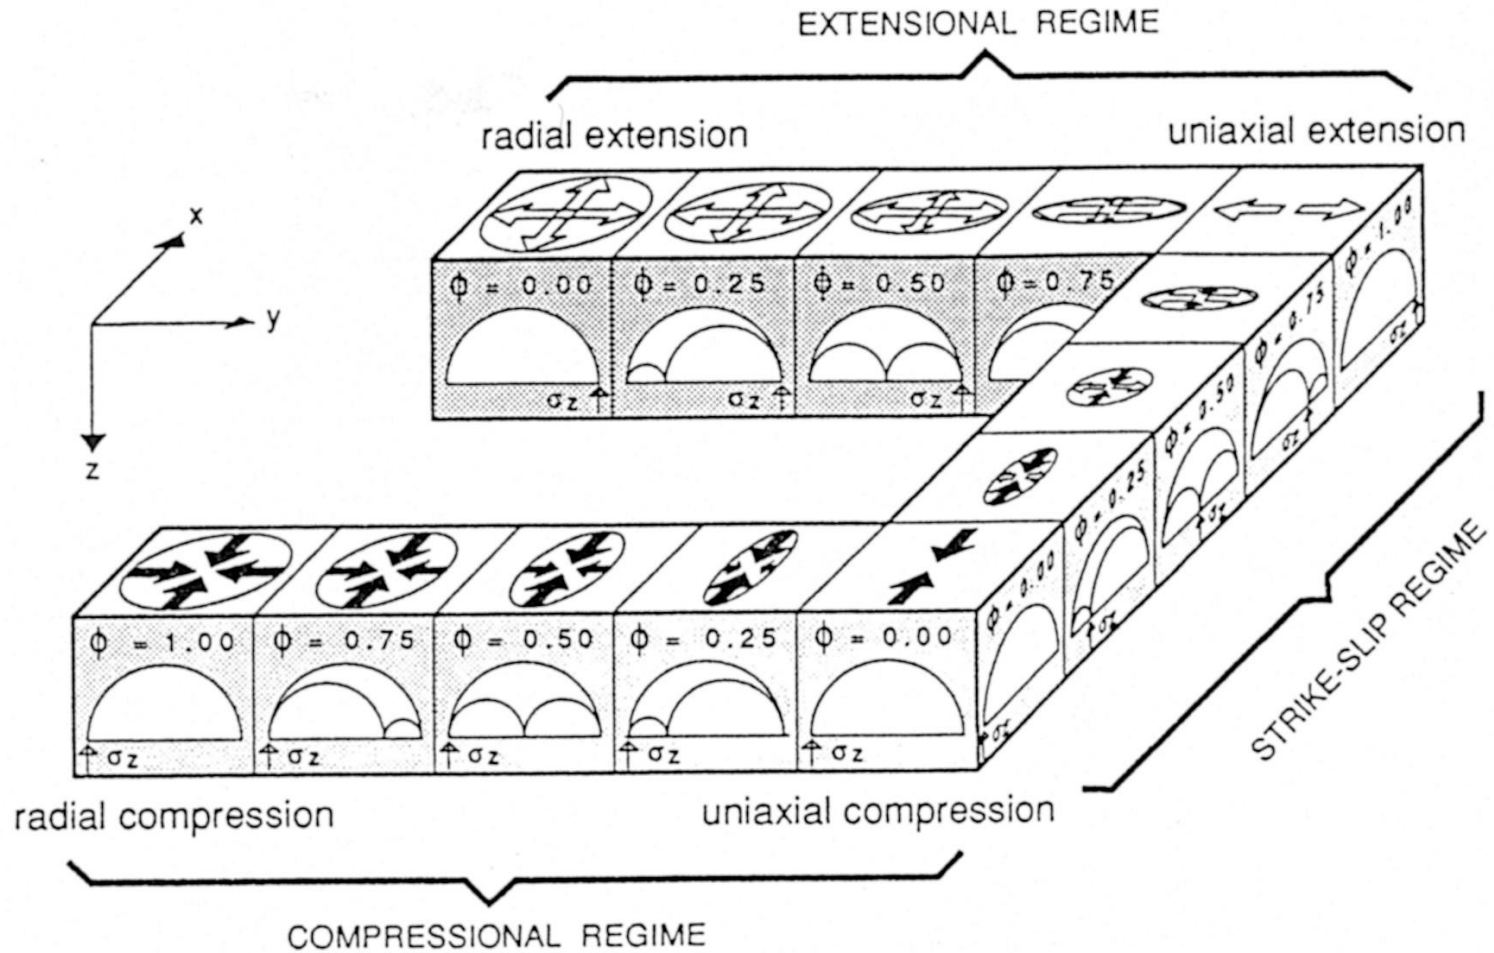 EXTENSIONAL REGIME
radial extension
uniaxial extension
x
y
z
ϕ = 0.00
ϕ = 0.25
ϕ = 0.50
ϕ = 0.75
ϕ = 1.00
σz
σz
σz
σz
ϕ = 0.75
σz
ϕ = 0.50
σz
ϕ = 0.25
σz
ϕ = 0.00
σz
STRIKE-SLIP REGIME
ϕ = 1.00
ϕ = 0.75
ϕ = 0.50
ϕ = 0.25
ϕ = 0.00
σz
σz
σz
σz
σz
radial compression
uniaxial compression
COMPRESSIONAL REGIME